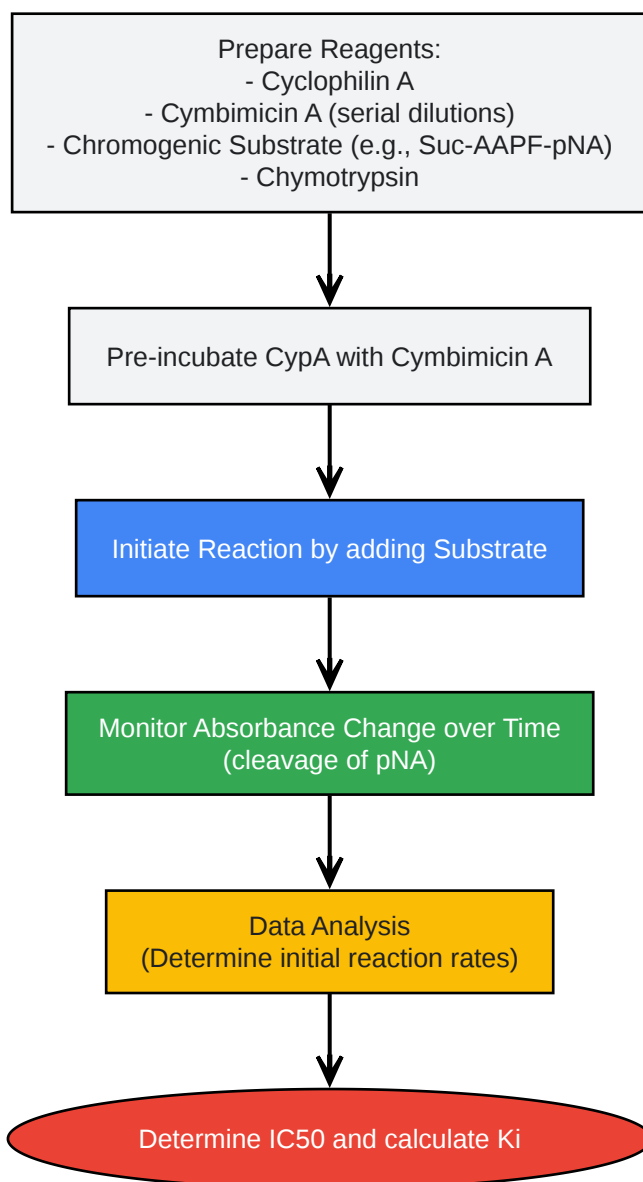 Prepare Reagents:
- Cyclophilin A
- Cymbimicin A (serial dilutions)
- Chromogenic Substrate (e.g., Suc-AAPF-pNA)
- Chymotrypsin
Pre-incubate CypA with Cymbimicin A
Initiate Reaction by adding Substrate
Monitor Absorbance Change over Time
(cleavage of pNA)
Data Analysis
(Determine initial reaction rates)
Determine IC50 and calculate Ki